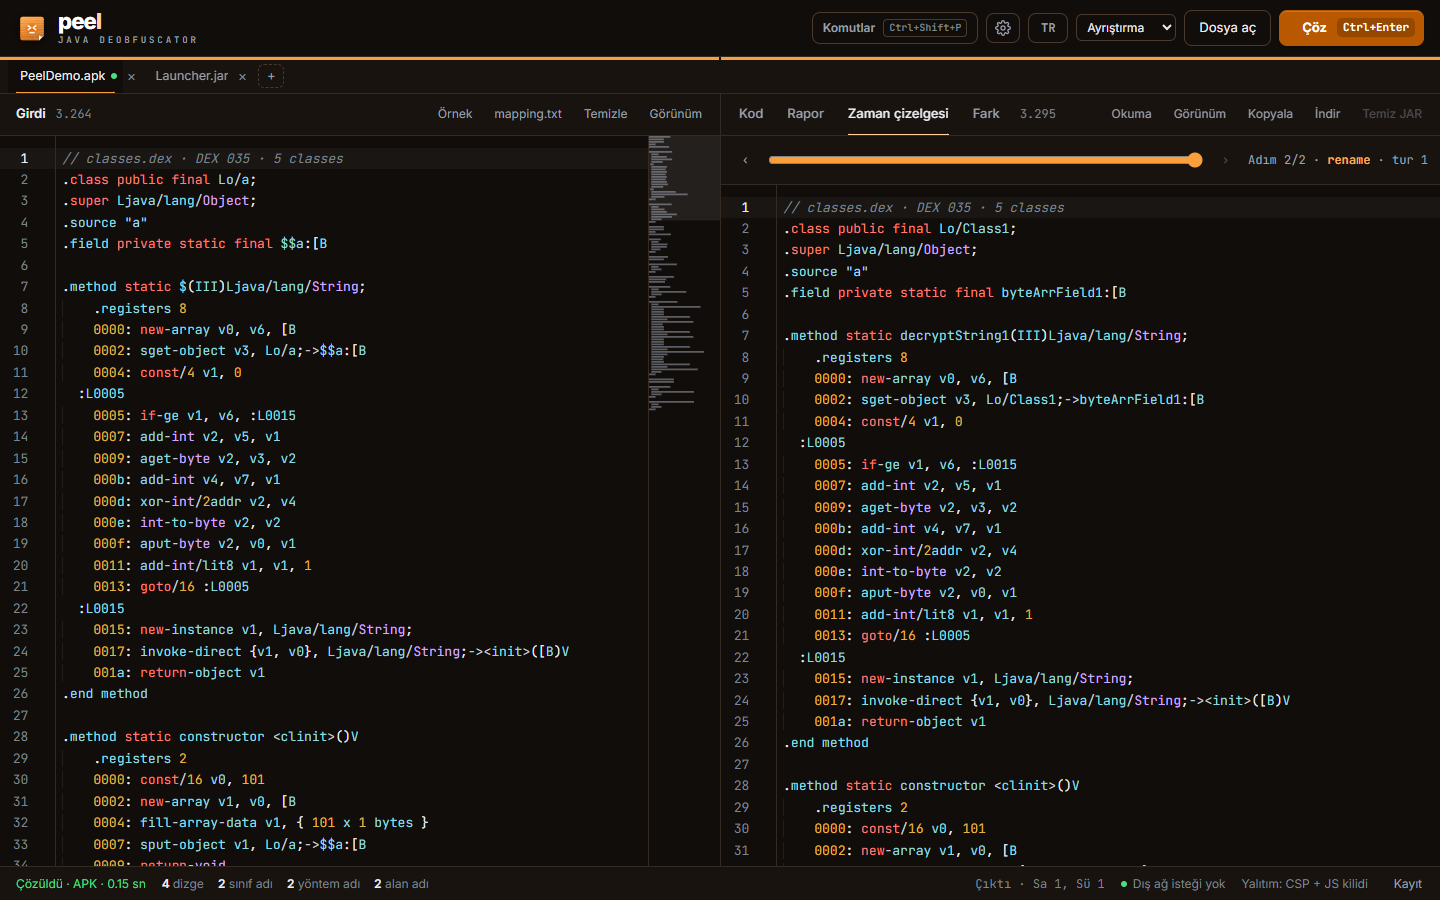 peel
JAVA DEOBFUSCATOR
Komutlar Ctrl+Shift+P
TR
Ayrıştırma
Dosya aç
Çöz Ctrl+Enter
PeelDemo.apk ● ×
Launcher.jar ×
+
Girdi 3.264
Örnek mapping.txt Temizle Görünüm
1 // classes.dex · DEX 035 · 5 classes
2 .class public final Lo/a;
3 .super Ljava/lang/Object;
4 .source "a"
5 .field private static final $$a:[B
6
7 .method static $(III)Ljava/lang/String;
8 .registers 8
9 0000: new-array v0, v6, [B
10 0002: sget-object v3, Lo/a;->$$a:[B
11 0004: const/4 v1, 0
12 :L0005
13 0005: if-ge v1, v6, :L0015
14 0007: add-int v2, v5, v1
15 0009: aget-byte v2, v3, v2
16 000b: add-int v4, v7, v1
17 000d: xor-int/2addr v2, v4
18 000e: int-to-byte v2, v2
19 000f: aput-byte v2, v0, v1
20 0011: add-int/lit8 v1, v1, 1
21 0013: goto/16 :L0005
22 :L0015
23 0015: new-instance v1, Ljava/lang/String;
24 0017: invoke-direct {v1, v0}, Ljava/lang/String;-><init>([B)V
25 001a: return-object v1
26 .end method
27
28 .method static constructor <clinit>()V
29 .registers 2
30 0000: const/16 v0, 101
31 0002: new-array v1, v0, [B
32 0004: fill-array-data v1, { 101 x 1 bytes }
33 0007: sput-object v1, Lo/a;->$$a:[B
34 0009: return-void
Kod Rapor Zaman çizelgesi Fark 3.295
Okuma Görünüm Kopyala İndir Temiz JAR
‹ › Adım 2/2 · rename · tur 1
1 // classes.dex · DEX 035 · 5 classes
2 .class public final Lo/Class1;
3 .super Ljava/lang/Object;
4 .source "a"
5 .field private static final byteArrField1:[B
6
7 .method static decryptString1(III)Ljava/lang/String;
8 .registers 8
9 0000: new-array v0, v6, [B
10 0002: sget-object v3, Lo/Class1;->byteArrField1:[B
11 0004: const/4 v1, 0
12 :L0005
13 0005: if-ge v1, v6, :L0015
14 0007: add-int v2, v5, v1
15 0009: aget-byte v2, v3, v2
16 000b: add-int v4, v7, v1
17 000d: xor-int/2addr v2, v4
18 000e: int-to-byte v2, v2
19 000f: aput-byte v2, v0, v1
20 0011: add-int/lit8 v1, v1, 1
21 0013: goto/16 :L0005
22 :L0015
23 0015: new-instance v1, Ljava/lang/String;
24 0017: invoke-direct {v1, v0}, Ljava/lang/String;-><init>([B)V
25 001a: return-object v1
26 .end method
27
28 .method static constructor <clinit>()V
29 .registers 2
30 0000: const/16 v0, 101
31 0002: new-array v1, v0, [B
Çözüldü · APK · 0.15 sn 4 dizge 2 sınıf adı 2 yöntem adı 2 alan adı
Çıktı · Sa 1, Sü 1 ● Dış ağ isteği yok Yalıtım: CSP + JS kilidi Kayıt